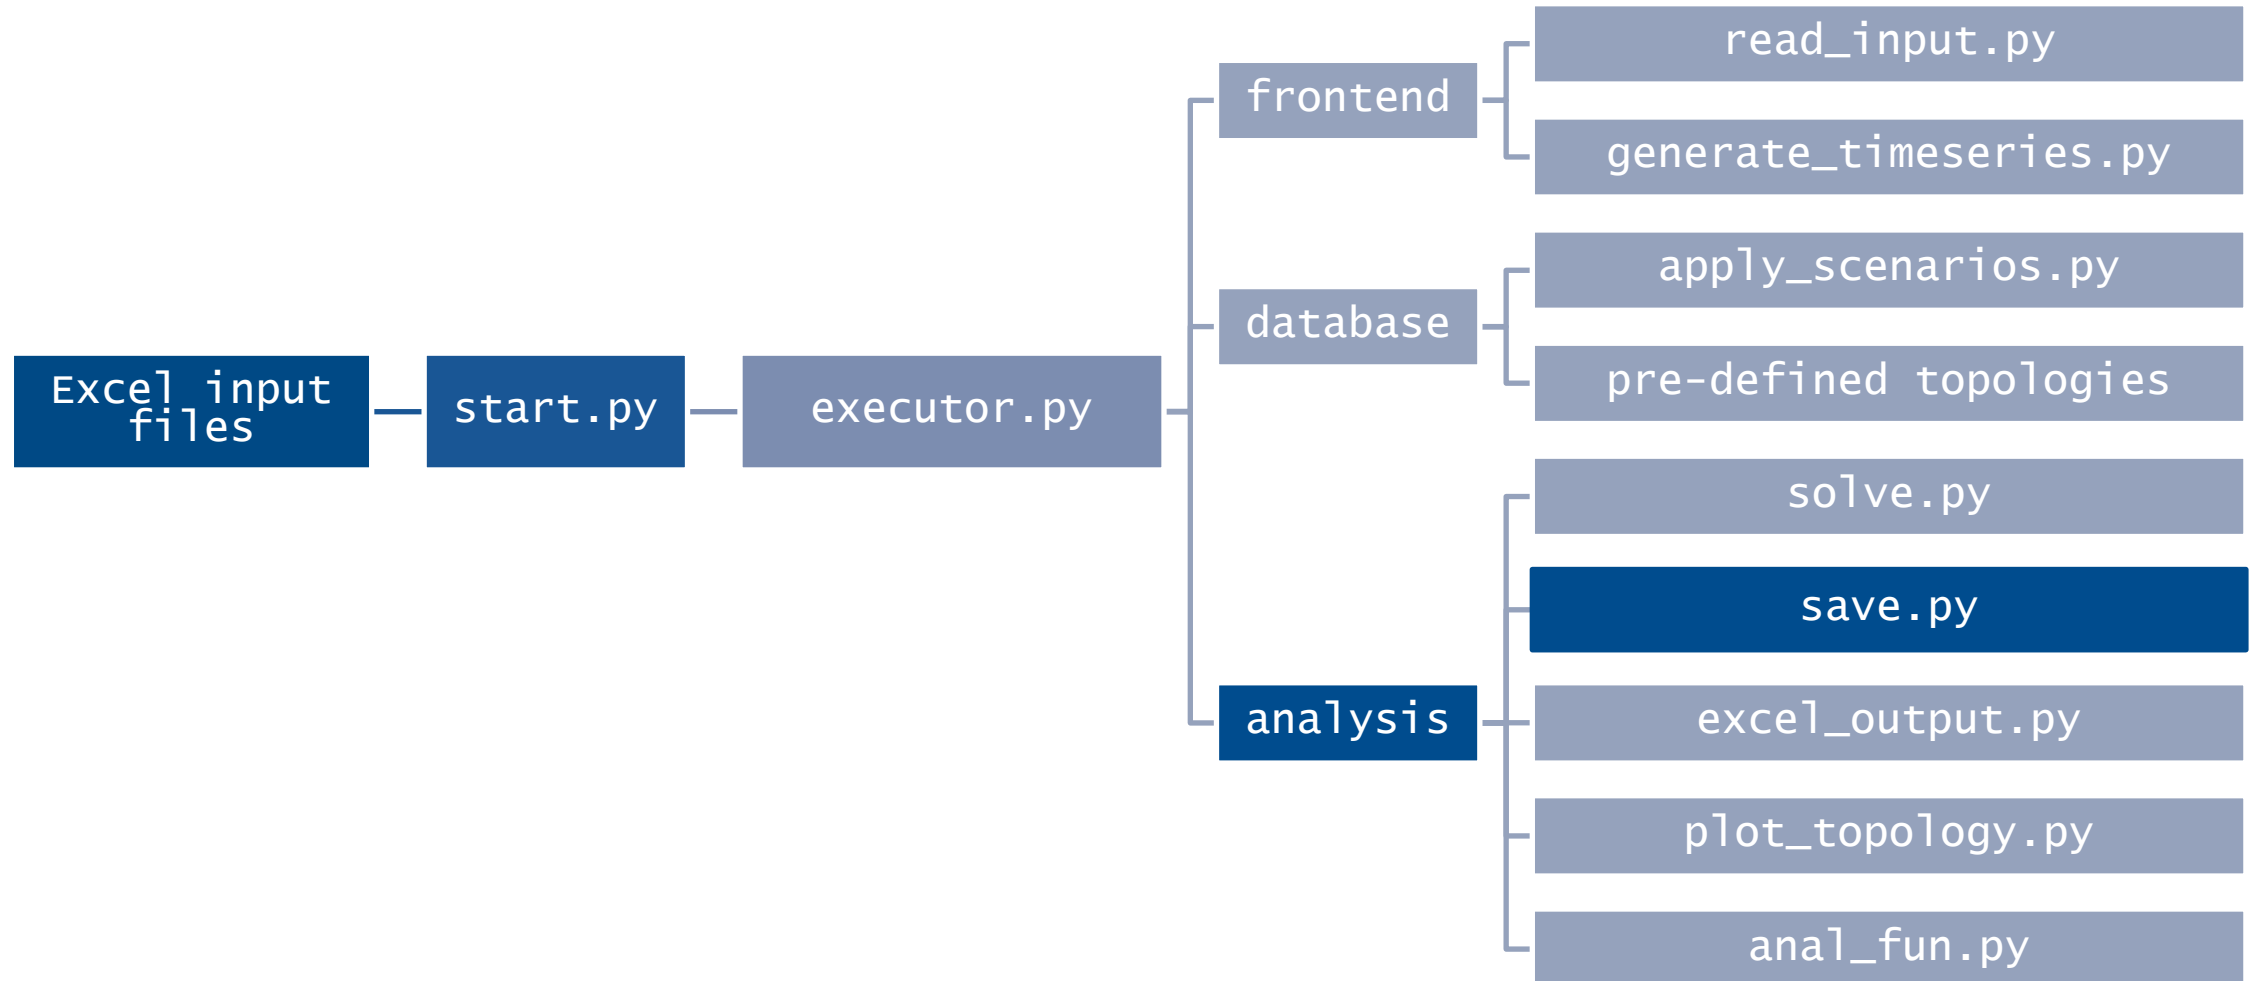 Excel input
files
start.py
executor.py
frontend
read_input.py
generate_timeseries.py
database
apply_scenarios.py
pre-defined topologies
analysis
solve.py
save.py
excel_output.py
plot_topology.py
anal_fun.py